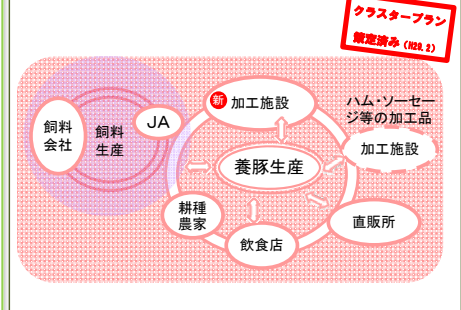 クラスタープラン
策定済み（H29.2）
新 加工施設
ハム・ソーセー
ジ等の加工品
加工施設
飼料
会社
飼料
生産
JA
養豚生産
耕種
農家
飲食店
直販所